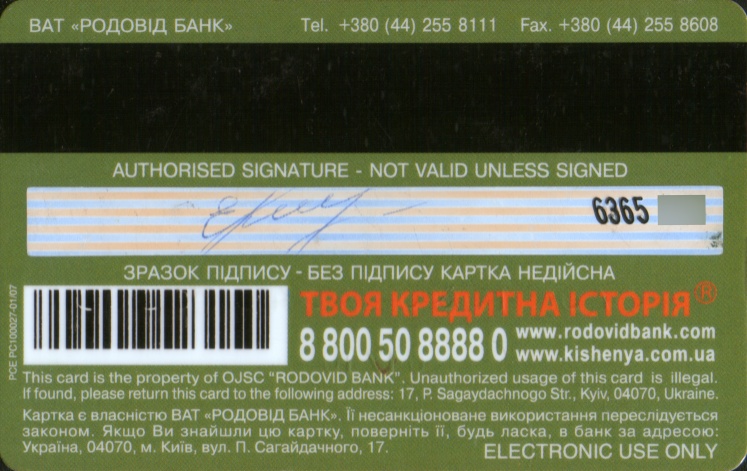 ВАТ «РОДОВІД БАНК» Tel. +380 (44) 255 8111 Fax. +380 (44) 255 8608
AUTHORISED SIGNATURE - NOT VALID UNLESS SIGNED
6365
ЗРАЗОК ПІДПИСУ - БЕЗ ПІДПИСУ КАРТКА НЕДІЙСНА
PCE PC100027-01/07
ТВОЯ КРЕДИТНА ІСТОРІЯ®
8 800 50 8888 0
www.rodovidbank.com
www.kishenya.com.ua
This card is the property of OJSC "RODOVID BANK". Unauthorized usage of this card is illegal.
If found, please return this card to the following address: 17, P. Sagaydachnogo Str., Kyiv, 04070, Ukraine.
Картка є власністю ВАТ «РОДОВІД БАНК». Її несанкціоноване використання переслідується
законом. Якщо Ви знайшли цю картку, поверніть її, будь ласка, в банк за адресою:
Україна, 04070, м. Київ, вул. П. Сагайдачного, 17.
ELECTRONIC USE ONLY